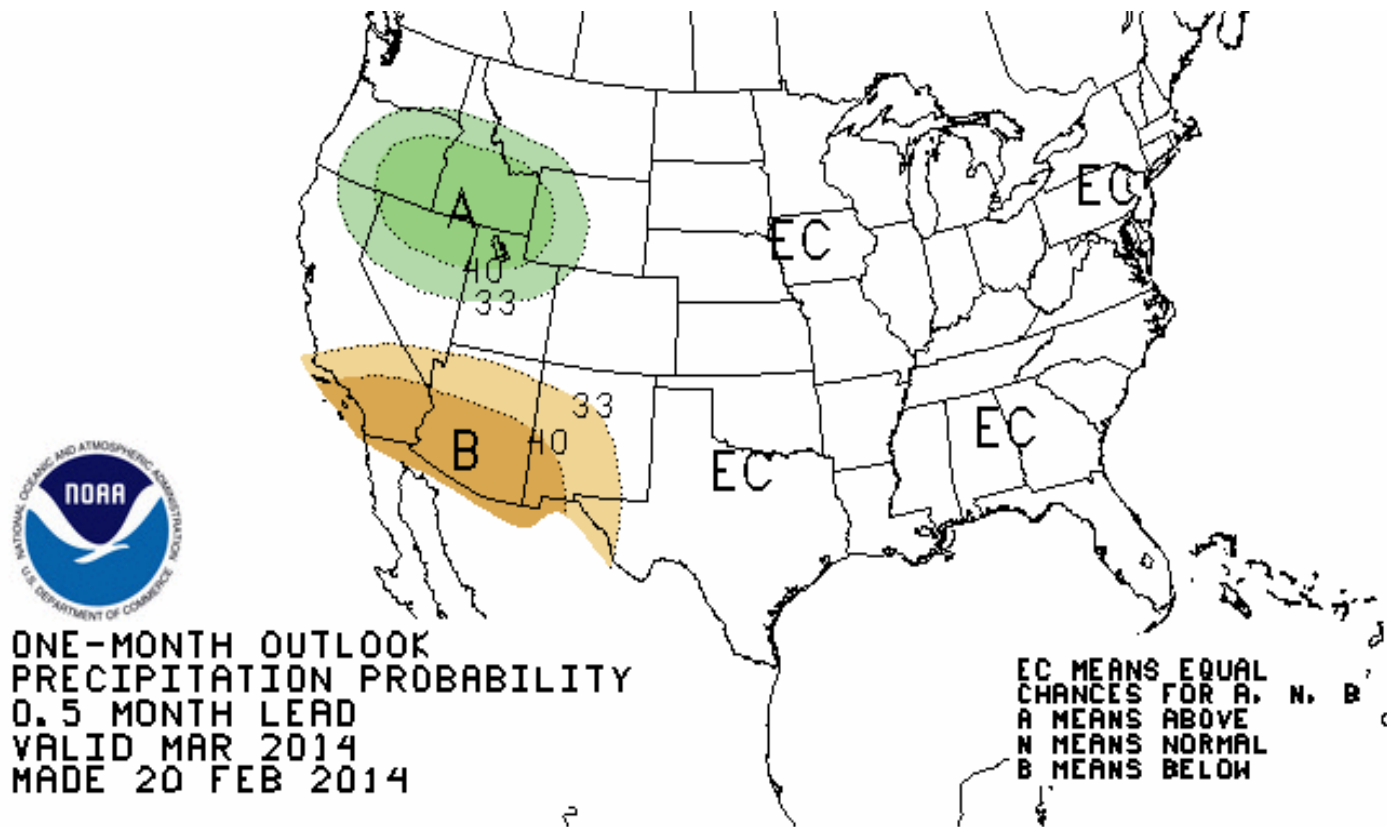 EC
EC
A
40
33
33
40
B
EC
EC
NATIONAL OCEANIC AND ATMOSPHERIC ADMINISTRATION
NOAA
U.S. DEPARTMENT OF COMMERCE
ONE-MONTH OUTLOOK
PRECIPITATION PROBABILITY
0.5 MONTH LEAD
VALID MAR 2014
MADE 20 FEB 2014
EC MEANS EQUAL
CHANCES FOR A, N, B
A MEANS ABOVE
N MEANS NORMAL
B MEANS BELOW